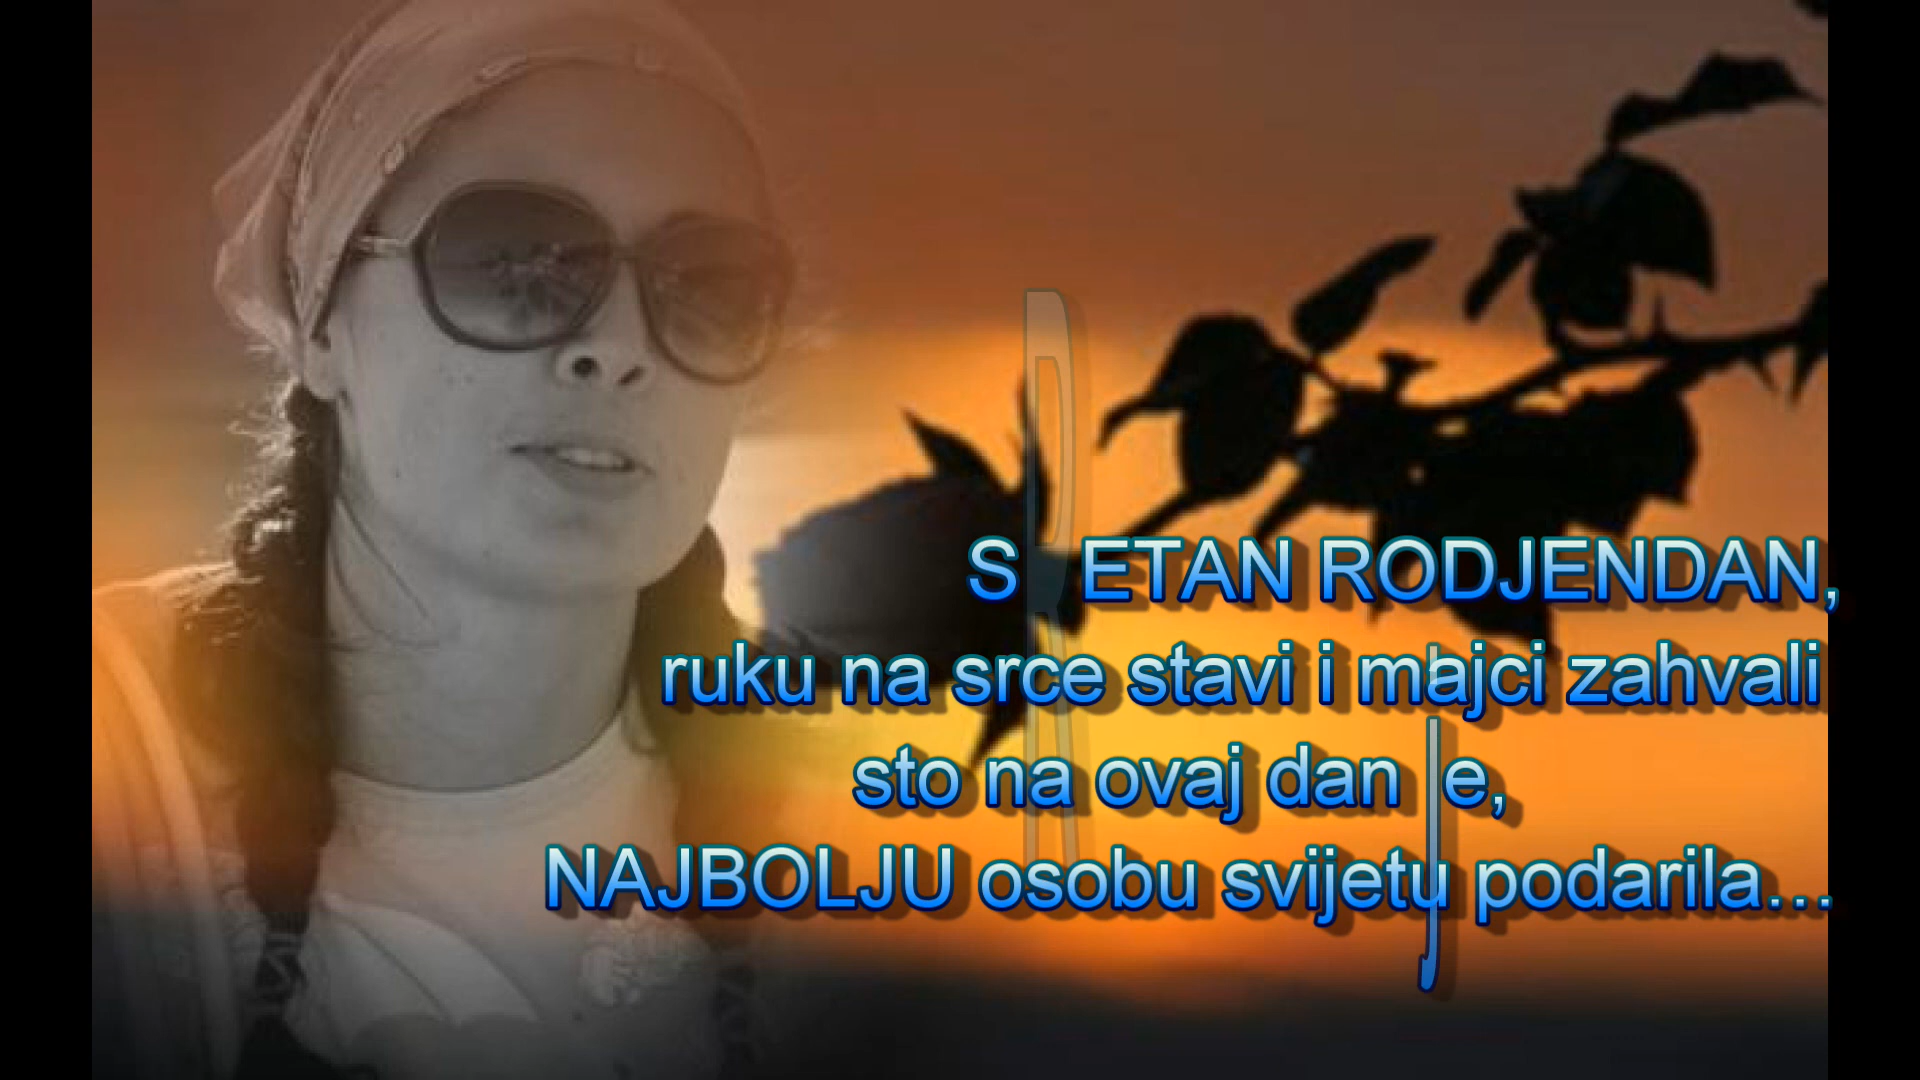 SRETAN RODJENDAN,
ruku na srce stavi i majci zahvali
sto na ovaj dan je,
NAJBOLJU osobu svijetu podarila...